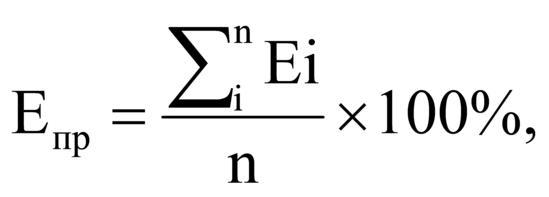 Eпр = ∑ⁿᵢ Ei / n ×100%,